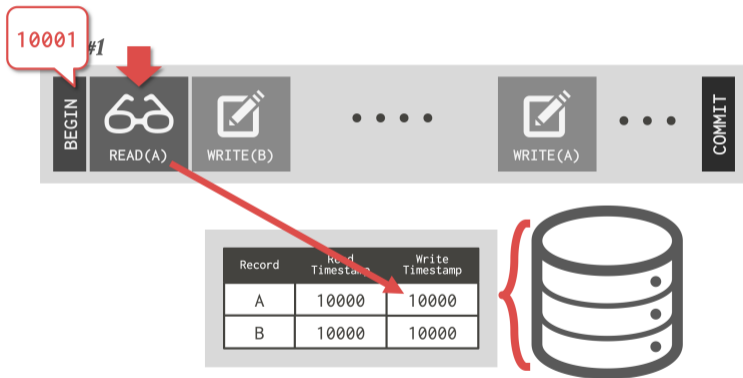 10001
#1
BEGIN
READ(A)
WRITE(B)
• • • •
WRITE(A)
• • •
COMMIT
Record Read Timestamp Write Timestamp
A 10000 10000
B 10000 10000